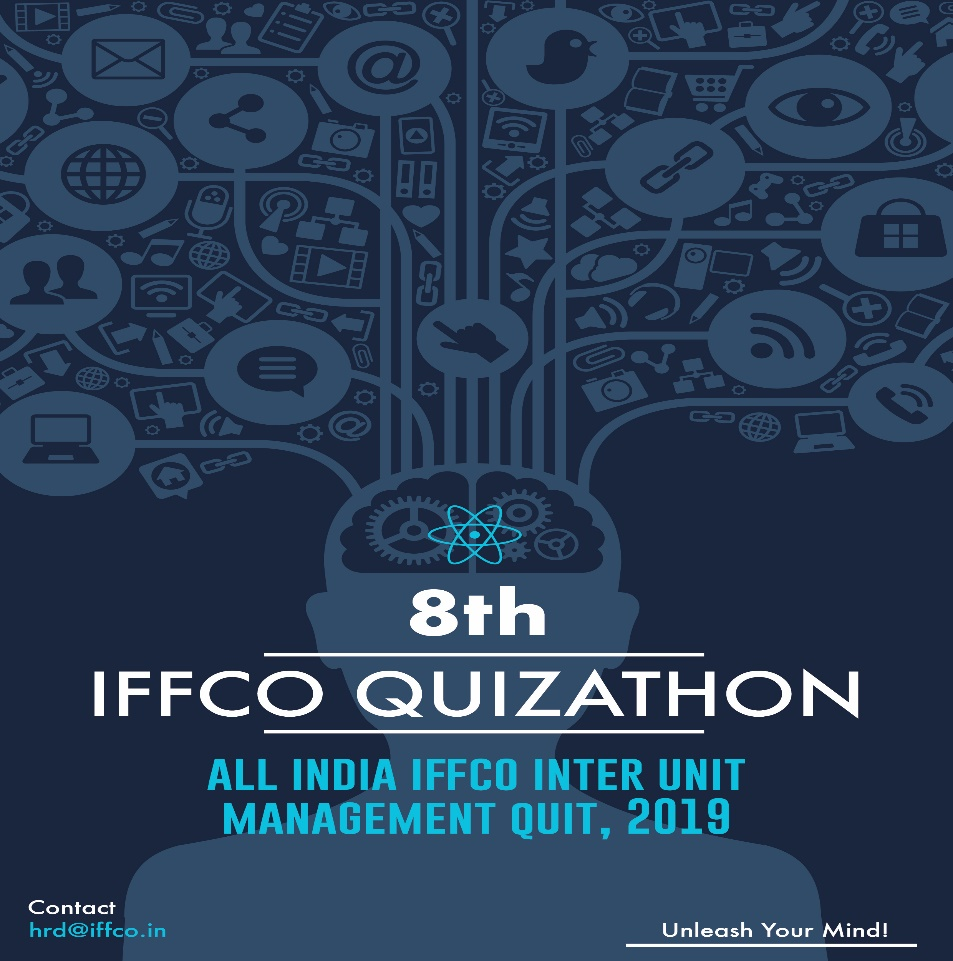 8th
IFFCO QUIZATHON
ALL INDIA IFFCO INTER UNIT
MANAGEMENT QUIT, 2019
Contact
hrd@iffco.in
Unleash Your Mind!